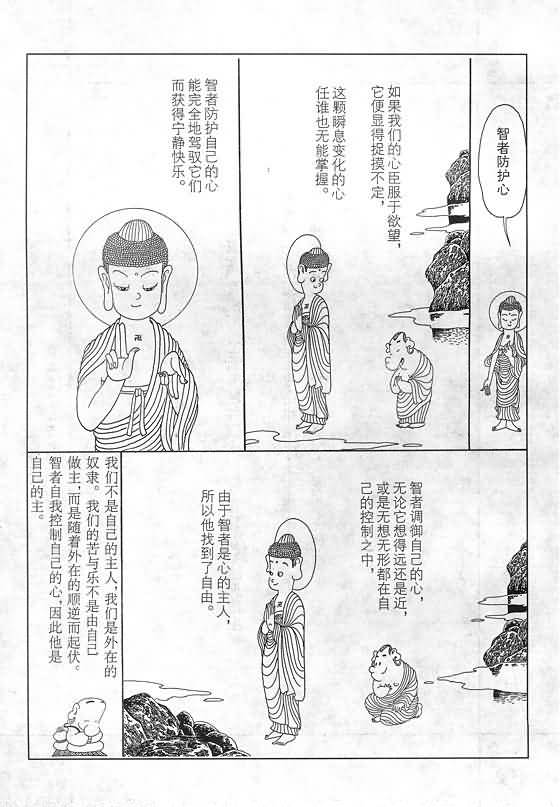 智者防护心
如果我们的心臣服于欲望，
它便显得捉摸不定，
这颗瞬息变化的心
任谁也无能掌握。
智者防护自己的心
能完全地驾驭它们
而获得宁静快乐。
智者调御自己的心，
无论它想得远还是近，
或是无想无形都在自
己的控制之中，
由于智者是心的主人，
所以他找到了自由。
我们不是自己的主人，我们是外在的
奴隶。我们的苦与乐不是由自己
做主，而是随着外在的顺逆而起伏。
智者自我控制自己的心，因此他是
自己的主。